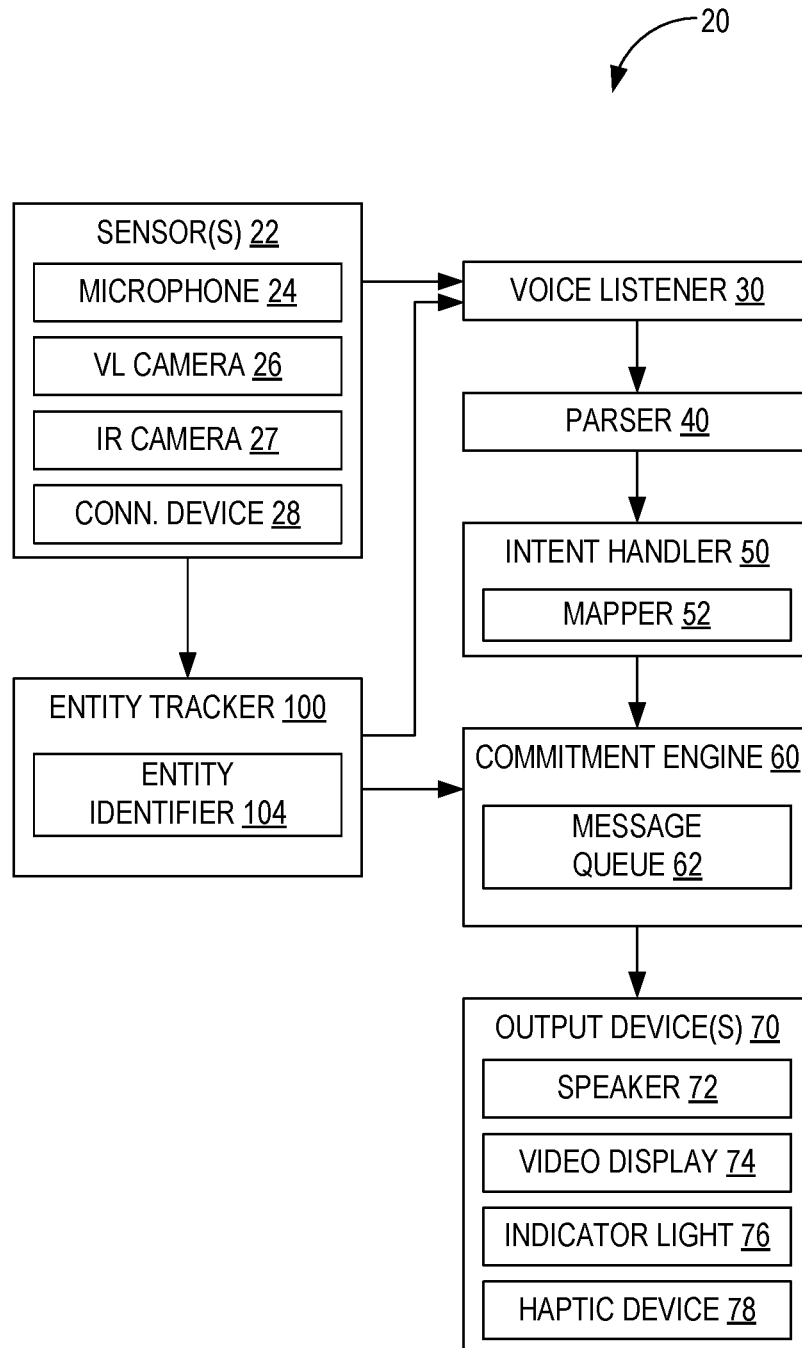 20
SENSOR(S) 22
MICROPHONE 24
VL CAMERA 26
IR CAMERA 27
CONN. DEVICE 28
ENTITY TRACKER 100
ENTITY
IDENTIFIER 104
VOICE LISTENER 30
PARSER 40
INTENT HANDLER 50
MAPPER 52
COMMITMENT ENGINE 60
MESSAGE
QUEUE 62
OUTPUT DEVICE(S) 70
SPEAKER 72
VIDEO DISPLAY 74
INDICATOR LIGHT 76
HAPTIC DEVICE 78